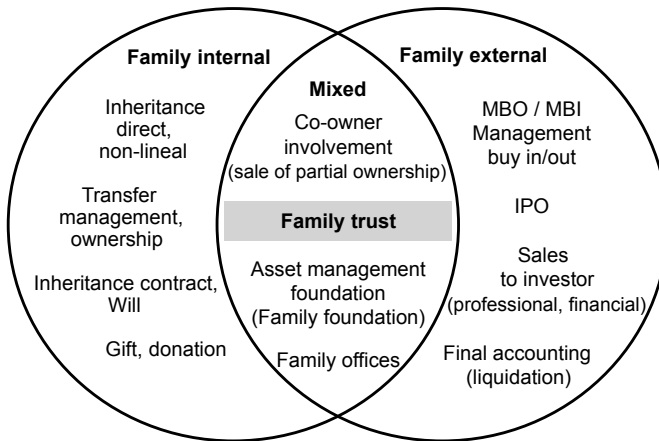 Family internal
Inheritance
direct,
non-lineal
Transfer
management,
ownership
Inheritance contract,
Will
Gift, donation
Mixed
Co-owner
involvement
(sale of partial ownership)
Family trust
Asset management
foundation
(Family foundation)
Family offices
Family external
MBO / MBI
Management
buy in/out
IPO
Sales
to investor
(professional, financial)
Final accounting
(liquidation)